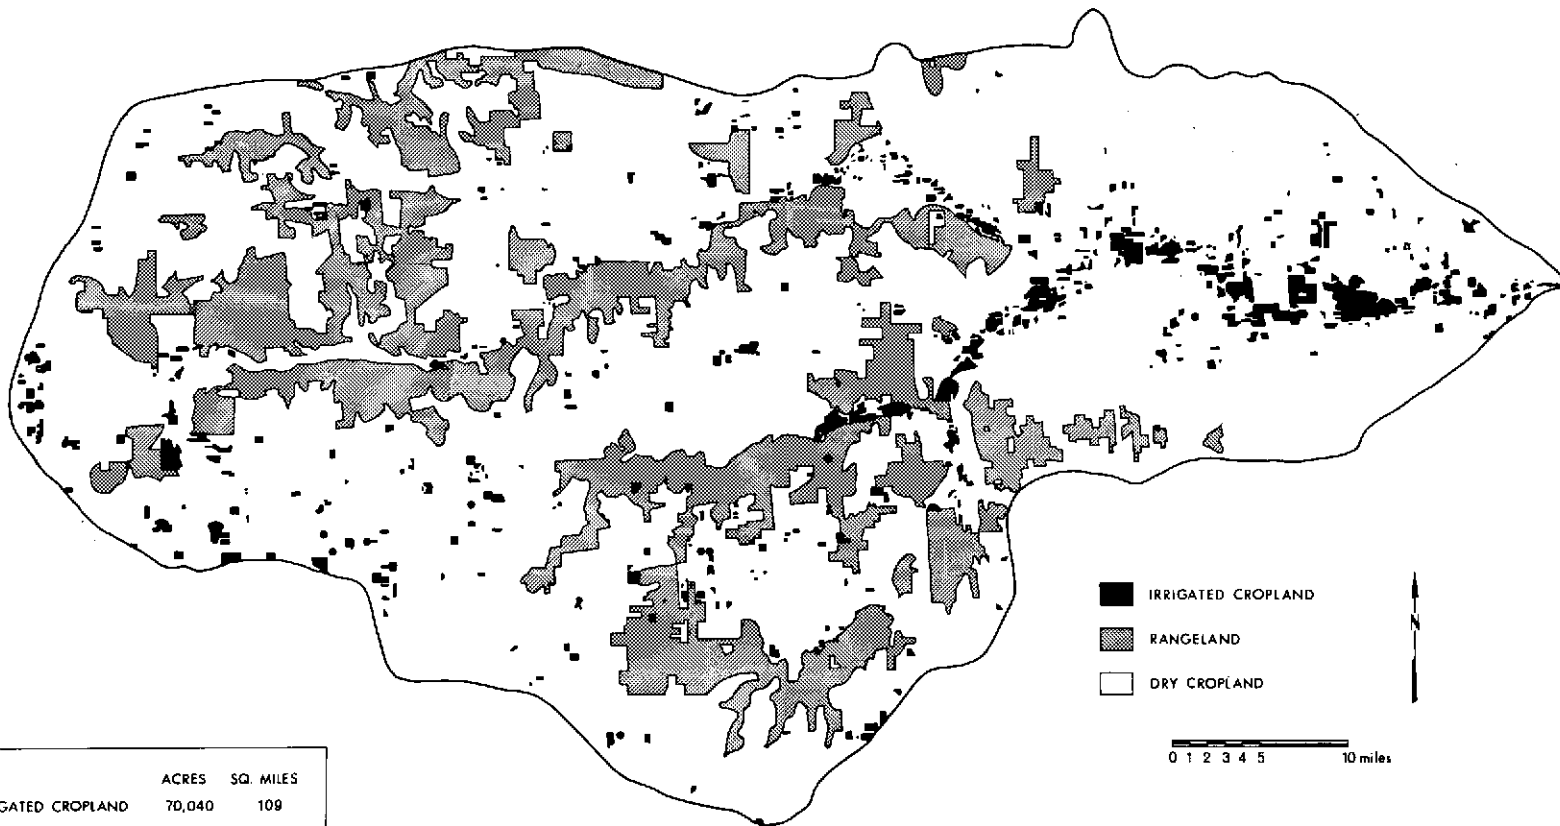 IRRIGATED CROPLAND
RANGELAND
DRY CROPLAND
N
0 1 2 3 4 5 10 miles
ACRES SQ. MILES
GATED CROPLAND 70,040 109